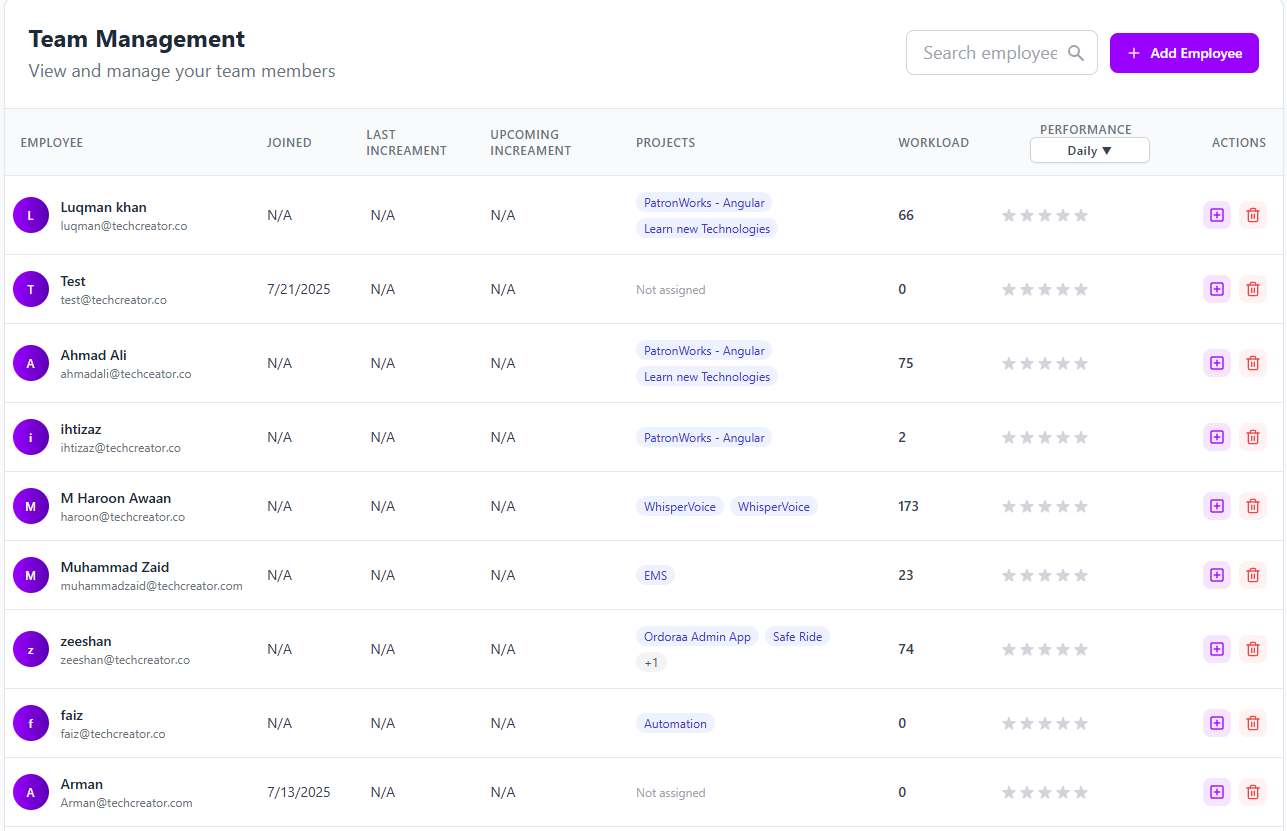 Team Management
View and manage your team members
Search employee
+ Add Employee
EMPLOYEE JOINED LAST INCREAMENT UPCOMING INCREAMENT PROJECTS WORKLOAD PERFORMANCE ACTIONS
Daily ▼
L Luqman khan N/A N/A N/A PatronWorks - Angular 66
luqman@techcreator.co Learn new Technologies
T Test 7/21/2025 N/A N/A Not assigned 0
test@techcreator.co
A Ahmad Ali N/A N/A N/A PatronWorks - Angular 75
ahmadali@techceator.co Learn new Technologies
i ihtizaz N/A N/A N/A PatronWorks - Angular 2
ihtizaz@techcreator.co
M M Haroon Awaan N/A N/A N/A WhisperVoice WhisperVoice 173
haroon@techcreator.co
M Muhammad Zaid N/A N/A N/A EMS 23
muhammadzaid@techcreator.com
z zeeshan N/A N/A N/A Ordoraa Admin App Safe Ride 74
zeeshan@techcreator.co +1
f faiz N/A N/A N/A Automation 0
faiz@techcreator.co
A Arman 7/13/2025 N/A N/A Not assigned 0
Arman@techcreator.com